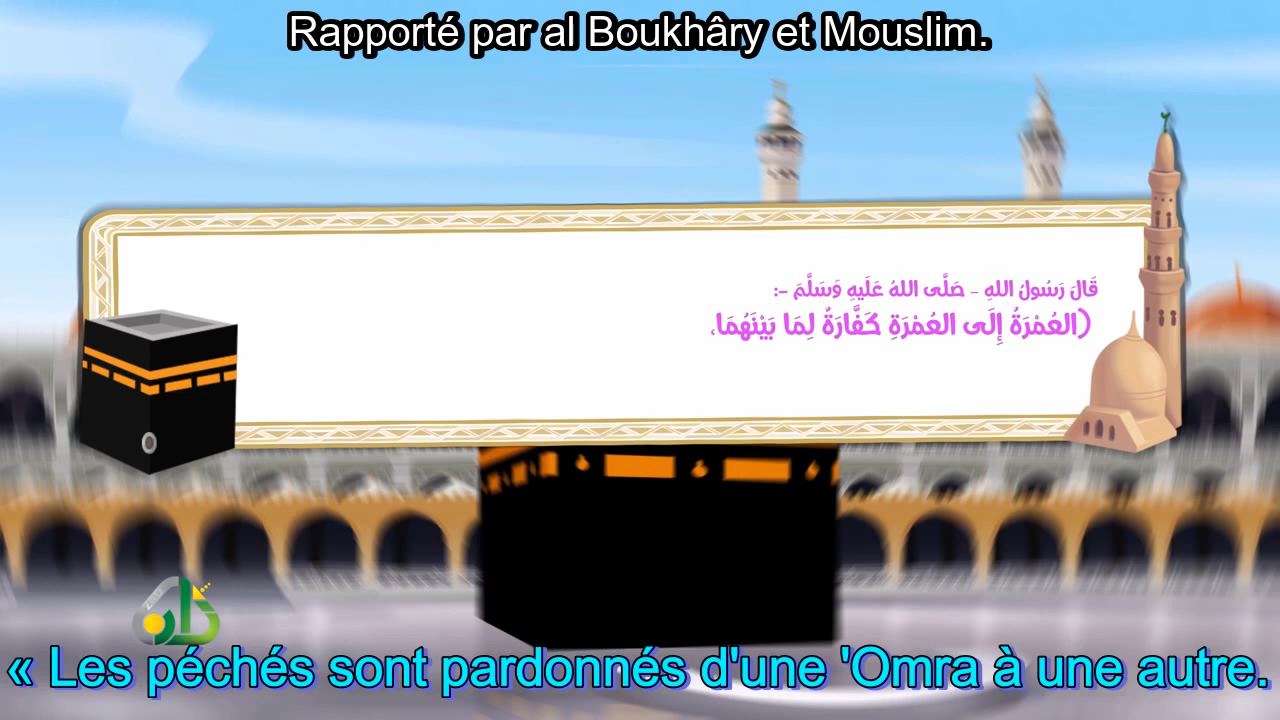 Rapporté par al Boukhâry et Mouslim.
قَالَ رَسُولُ اللهِ - صَلَّى اللهُ عَلَيهِ وَسَلَّمَ -:
(العُمْرَةُ إِلَى العُمْرَةِ كَفَّارَةٌ لِمَا بَيْنَهُمَا،
« Les péchés sont pardonnés d'une 'Omra à une autre.